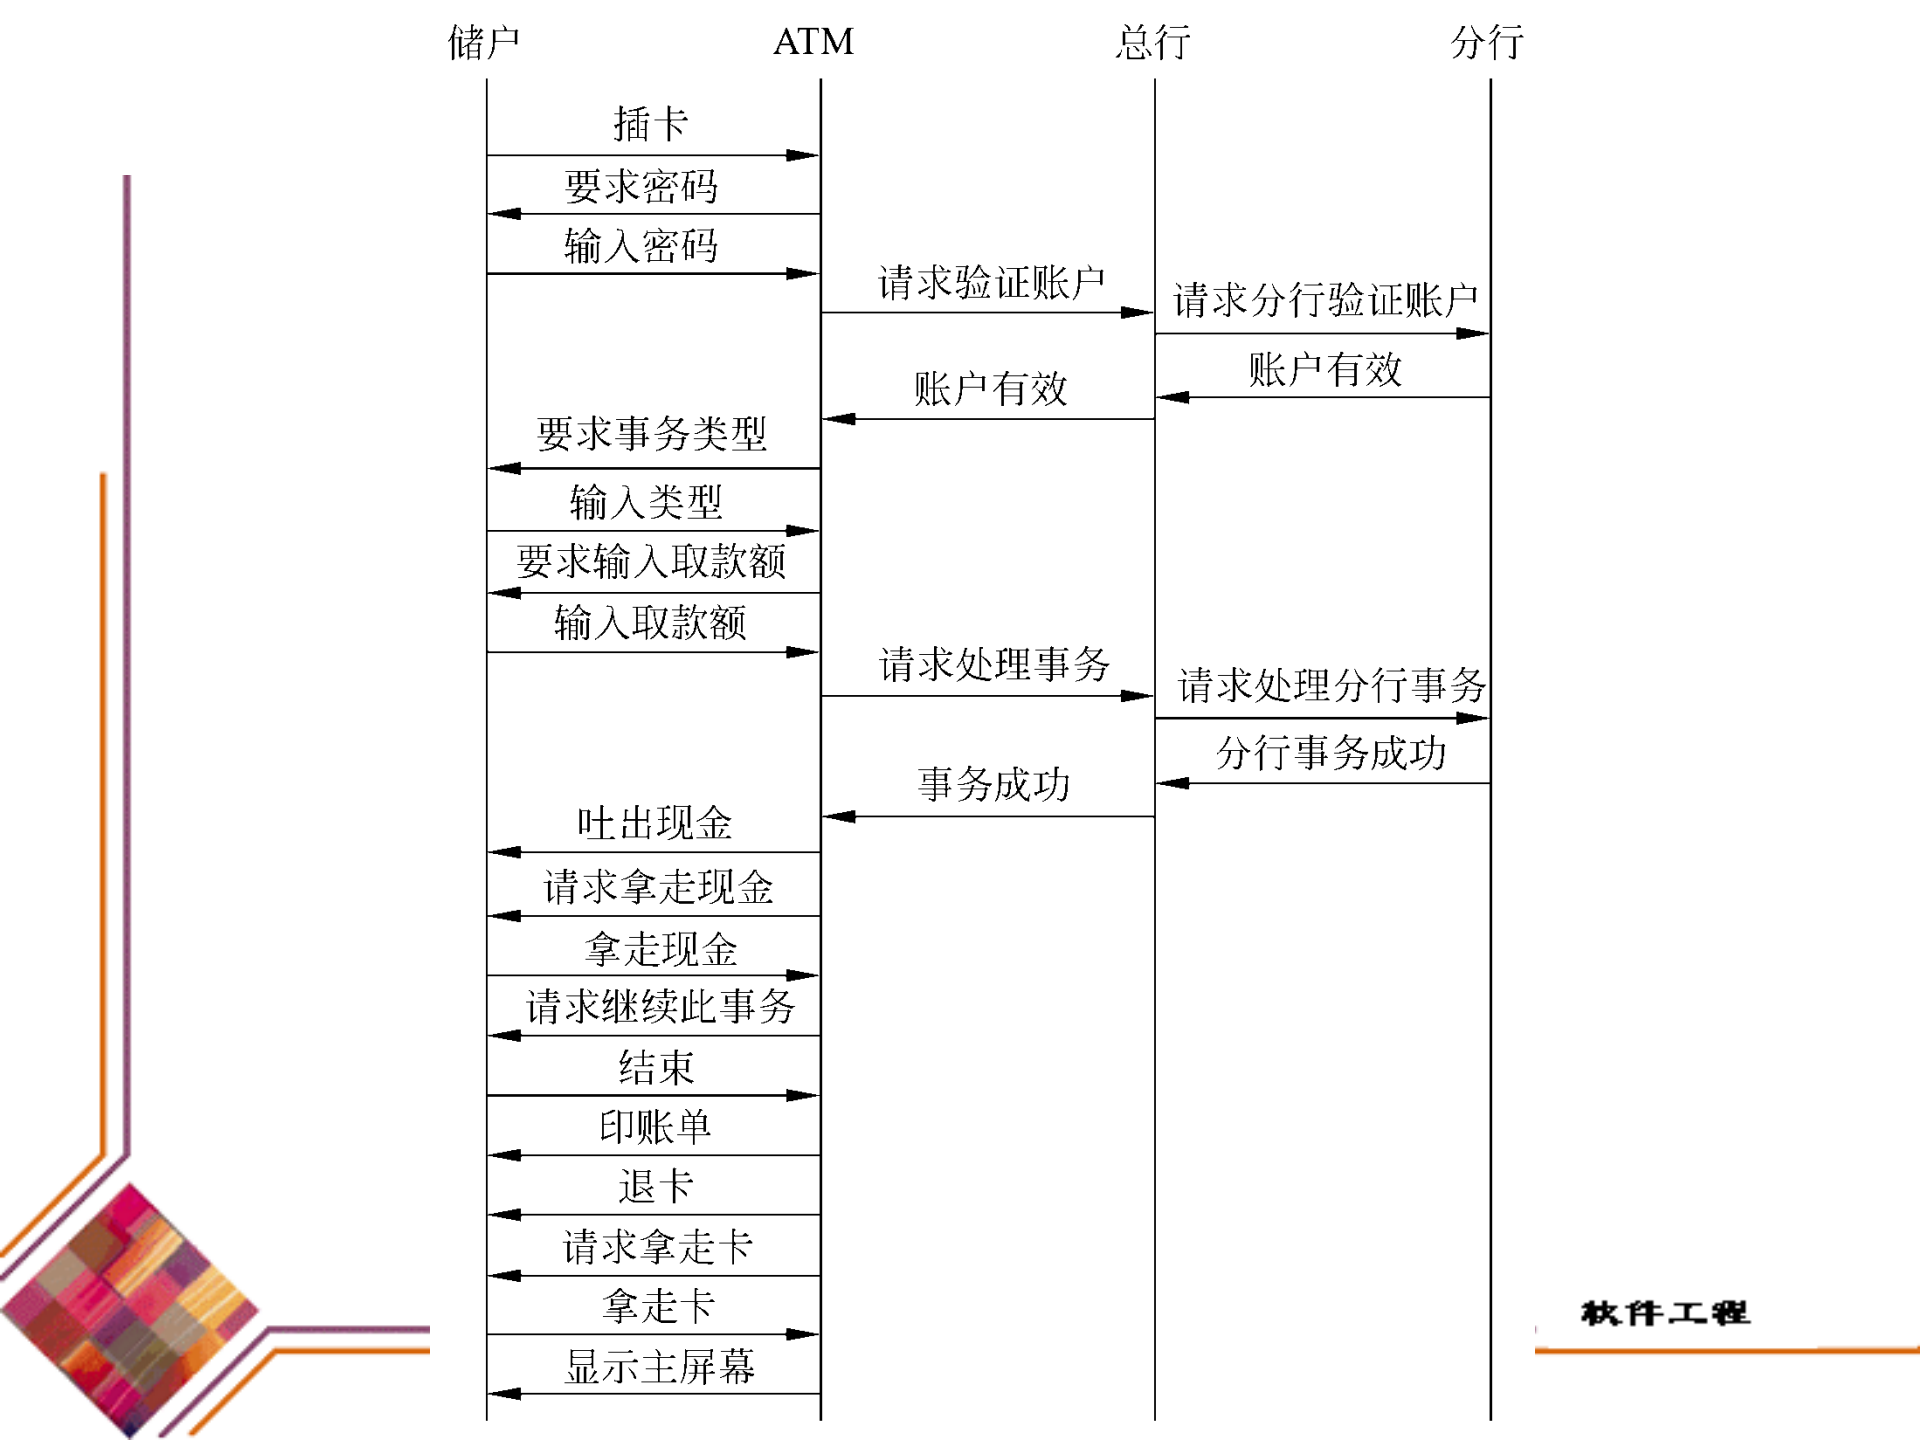 储户 ATM 总行 分行
插卡
要求密码
输入密码
请求验证账户
请求分行验证账户
账户有效
账户有效
要求事务类型
输入类型
要求输入取款额
输入取款额
请求处理事务
请求处理分行事务
分行事务成功
事务成功
吐出现金
请求拿走现金
拿走现金
请求继续此事务
结束
印账单
退卡
请求拿走卡
拿走卡
显示主屏幕
软件工程